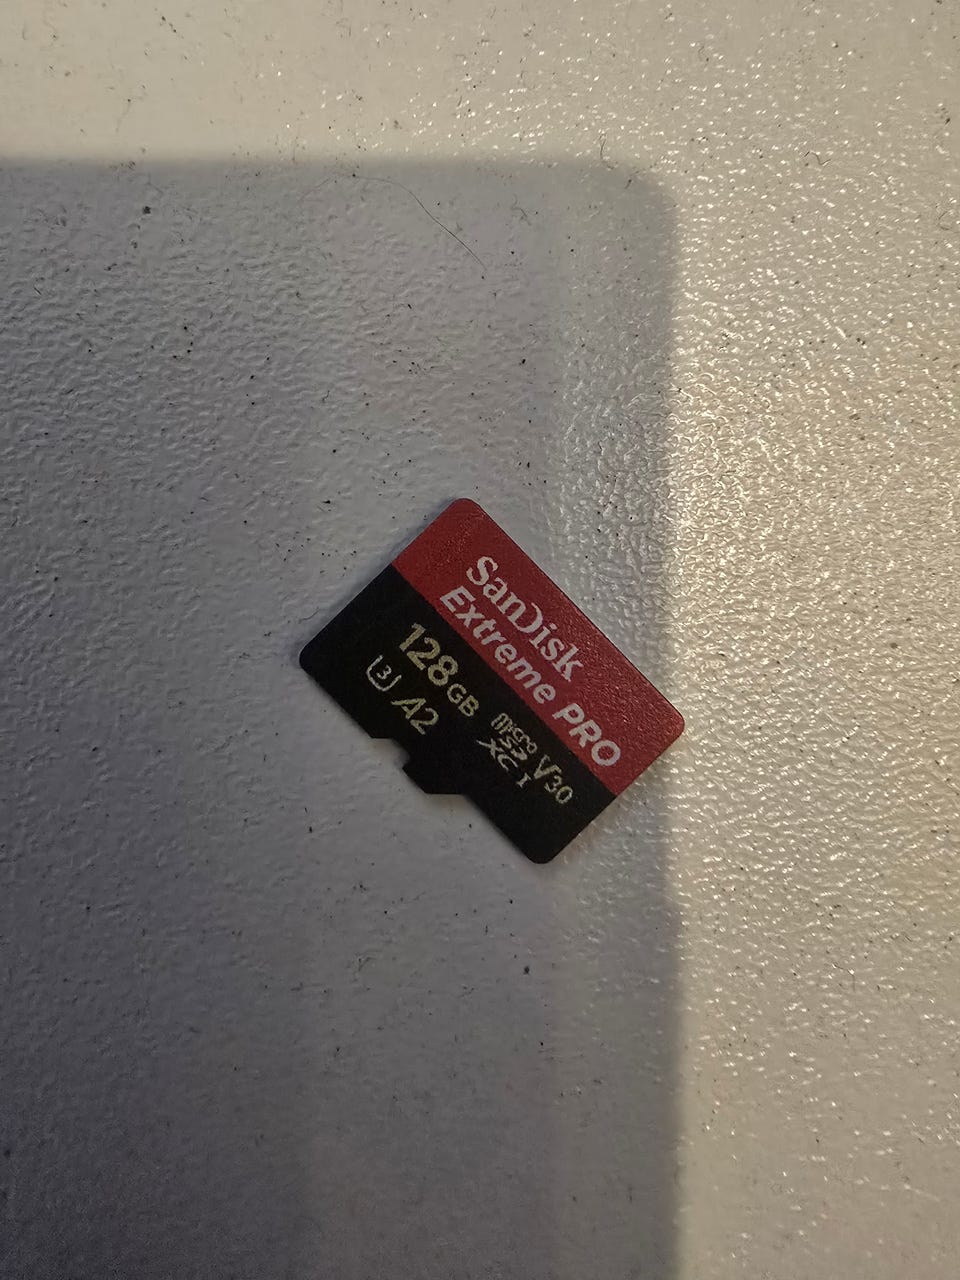 SanDisk
Extreme PRO
128GB
micro
SD
XC I
V30
3
A2